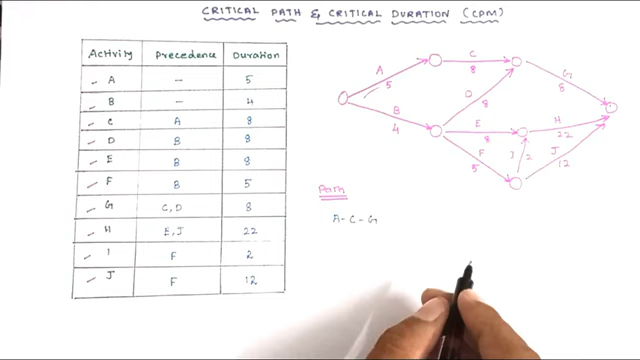 CRITICAL PATH & CRITICAL DURATION (CPM)
Activity Precedence Duration
A - 5
B - 4
C A 8
D B 8
E B 8
F B 5
G C, D 8
H E, J 22
I F 2
J F 12
A
5
C
8
G
8
D
8
B
4
E
8
H
22
F
5
I 2
J
12
Path
A - C - G